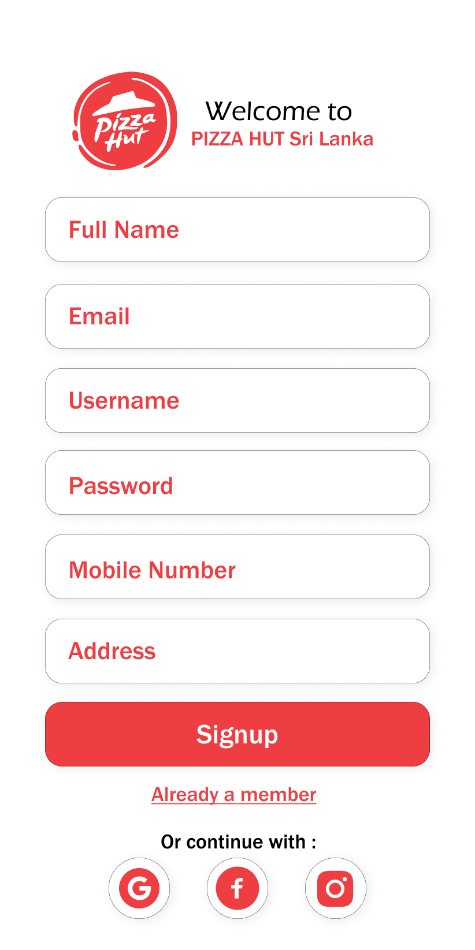 Pizza
Hut
Welcome to
PIZZA HUT Sri Lanka
Full Name
Email
Username
Password
Mobile Number
Address
Signup
Already a member
Or continue with :